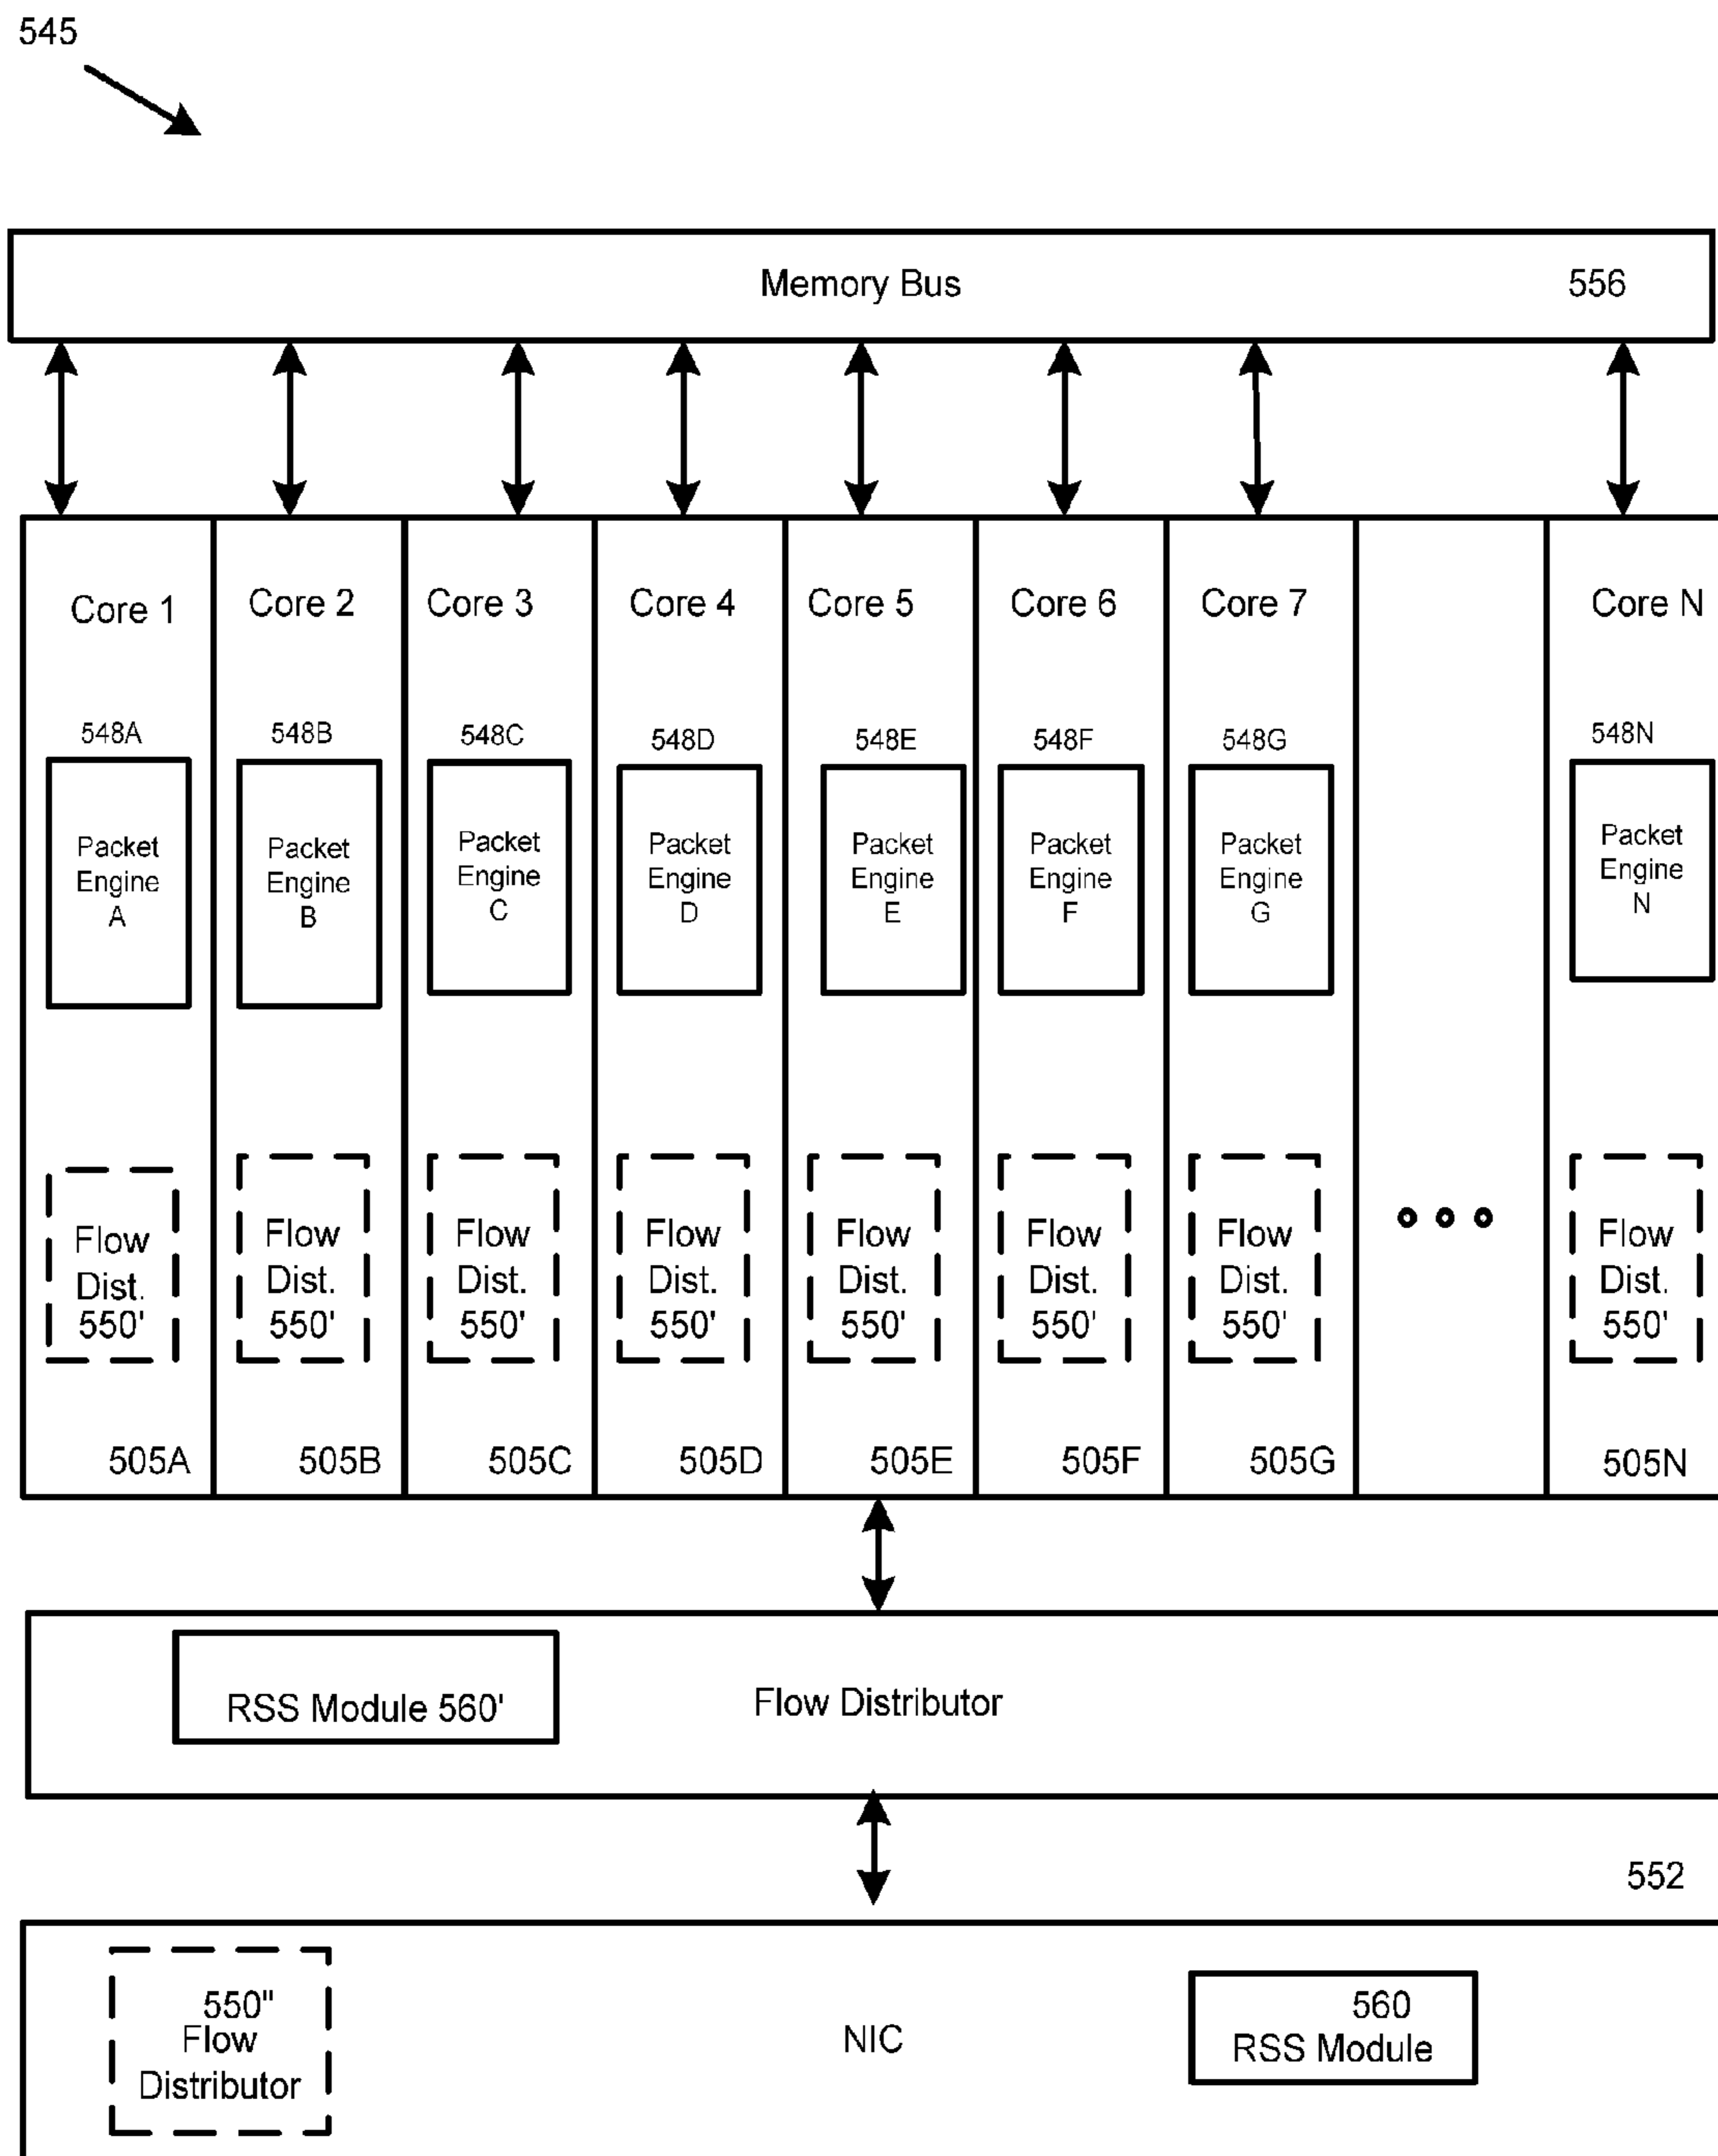 545
Memory Bus 556
Core 1 Core 2 Core 3 Core 4 Core 5 Core 6 Core 7 Core N
548A 548B 548C 548D 548E 548F 548G 548N
Packet Packet Packet Packet Packet Packet Packet Packet
Engine Engine Engine Engine Engine Engine Engine Engine
A B C D E F G N
Flow Flow Flow Flow Flow Flow Flow Flow
Dist. Dist. Dist. Dist. Dist. Dist. Dist. Dist.
550' 550' 550' 550' 550' 550' 550' 550'
505A 505B 505C 505D 505E 505F 505G 505N
RSS Module 560' Flow Distributor
552
550"
Flow
Distributor
NIC
560
RSS Module